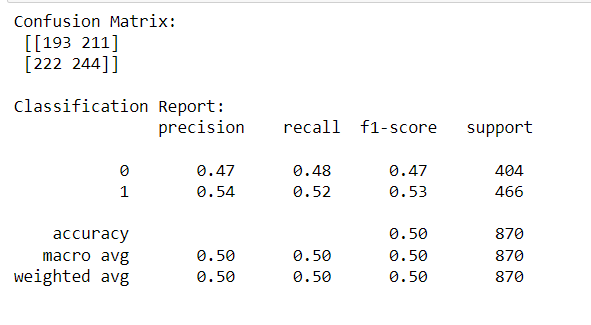 Confusion Matrix:
[[193 211]
[222 244]]
Classification Report:
precision recall f1-score support
0 0.47 0.48 0.47 404
1 0.54 0.52 0.53 466
accuracy 0.50 870
macro avg 0.50 0.50 0.50 870
weighted avg 0.50 0.50 0.50 870